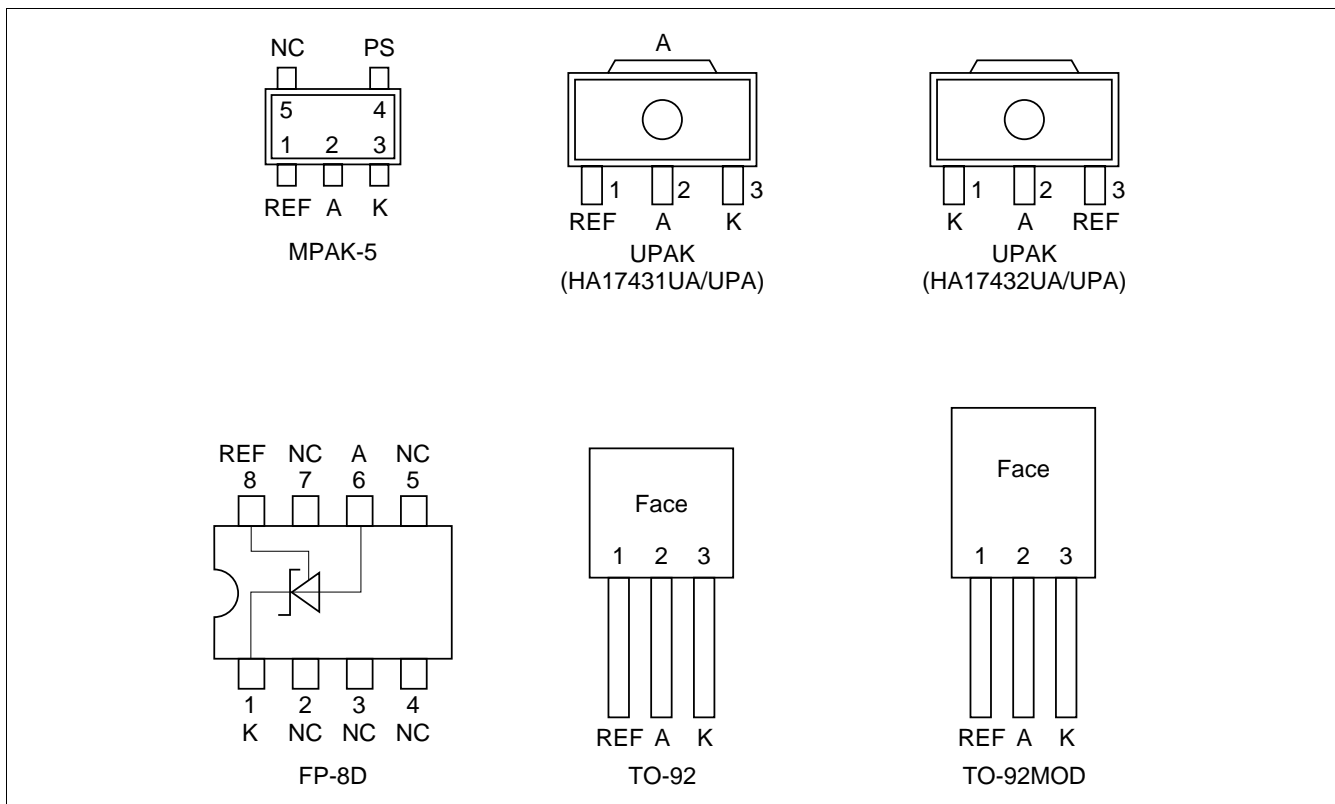 NC PS
5 4
1 2 3
REF A K
MPAK-5
A
1 2 3
REF A K
UPAK
(HA17431UA/UPA)
1 2 3
K A REF
UPAK
(HA17432UA/UPA)
REF NC A NC
8 7 6 5
1 2 3 4
K NC NC NC
FP-8D
Face
1 2 3
REF A K
TO-92
Face
1 2 3
REF A K
TO-92MOD